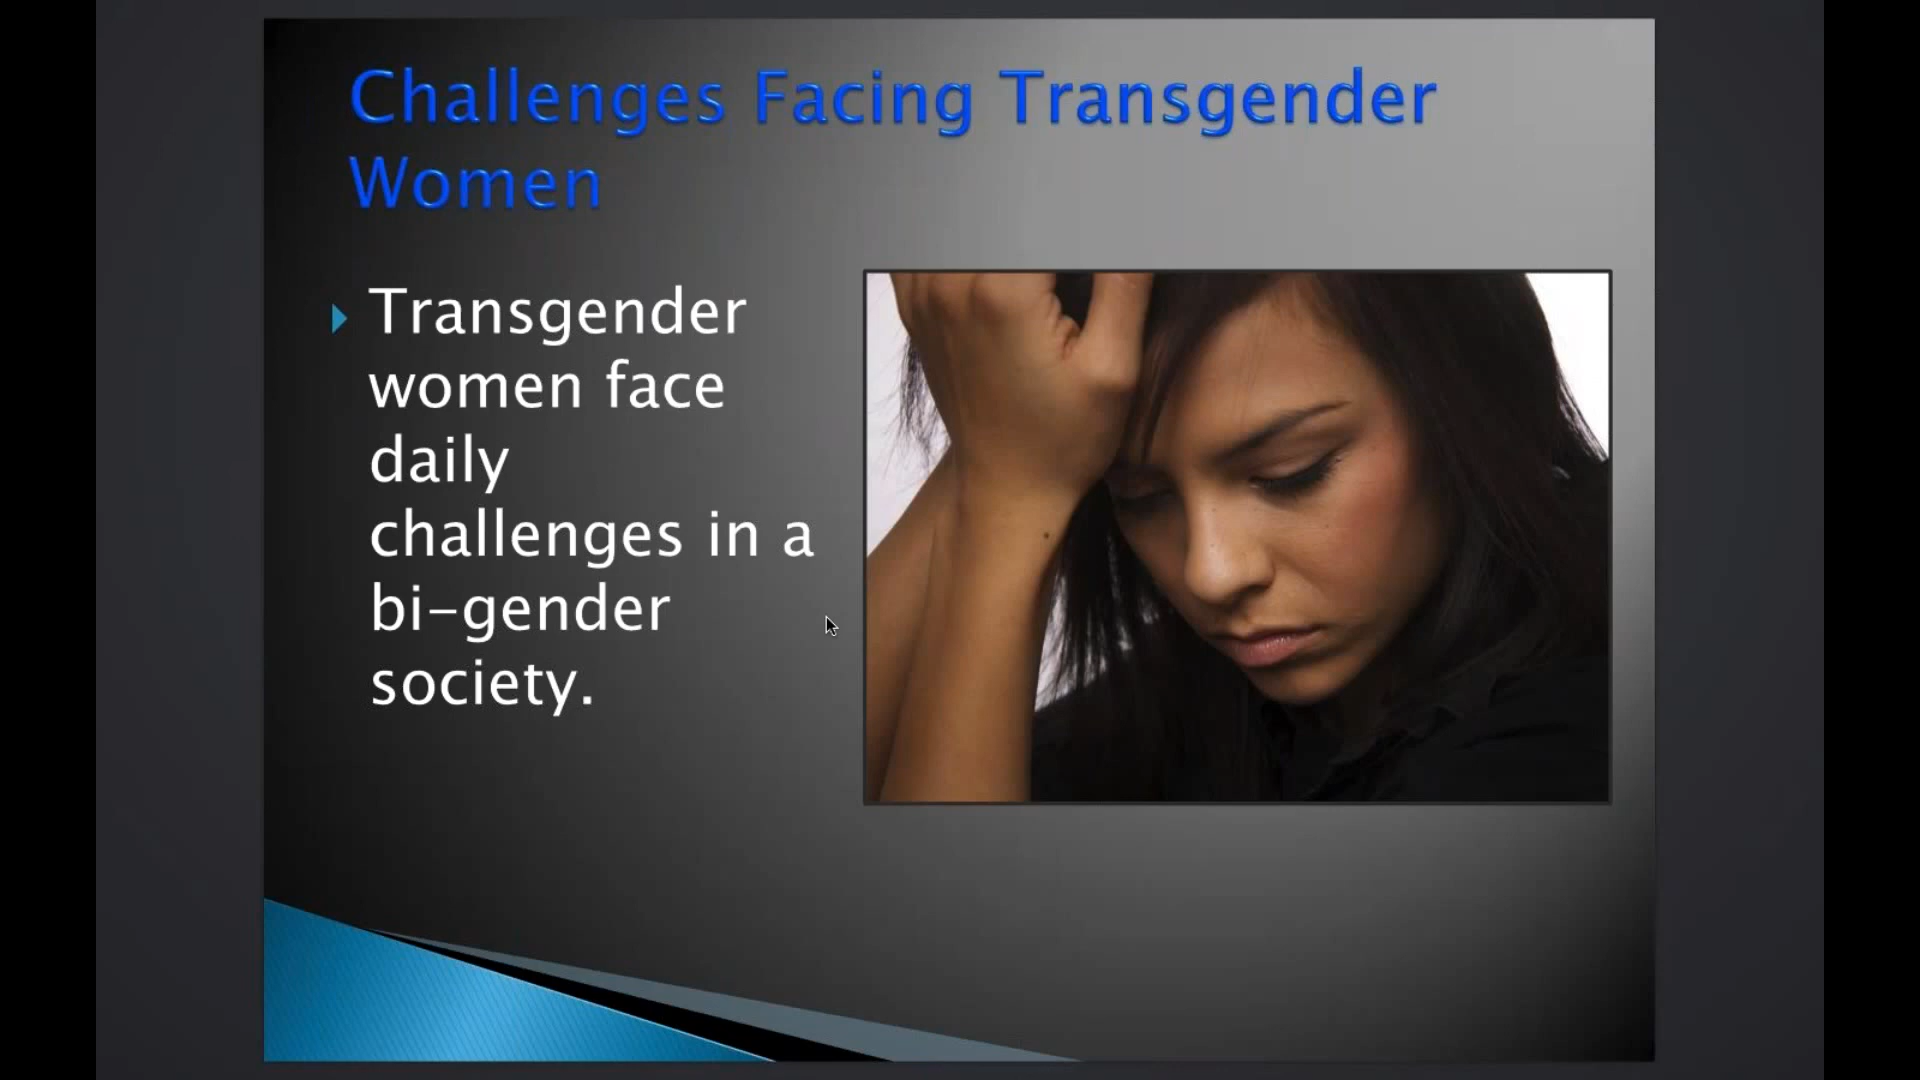 Challenges Facing Transgender
Women
Transgender
women face
daily
challenges in a
bi-gender
society.